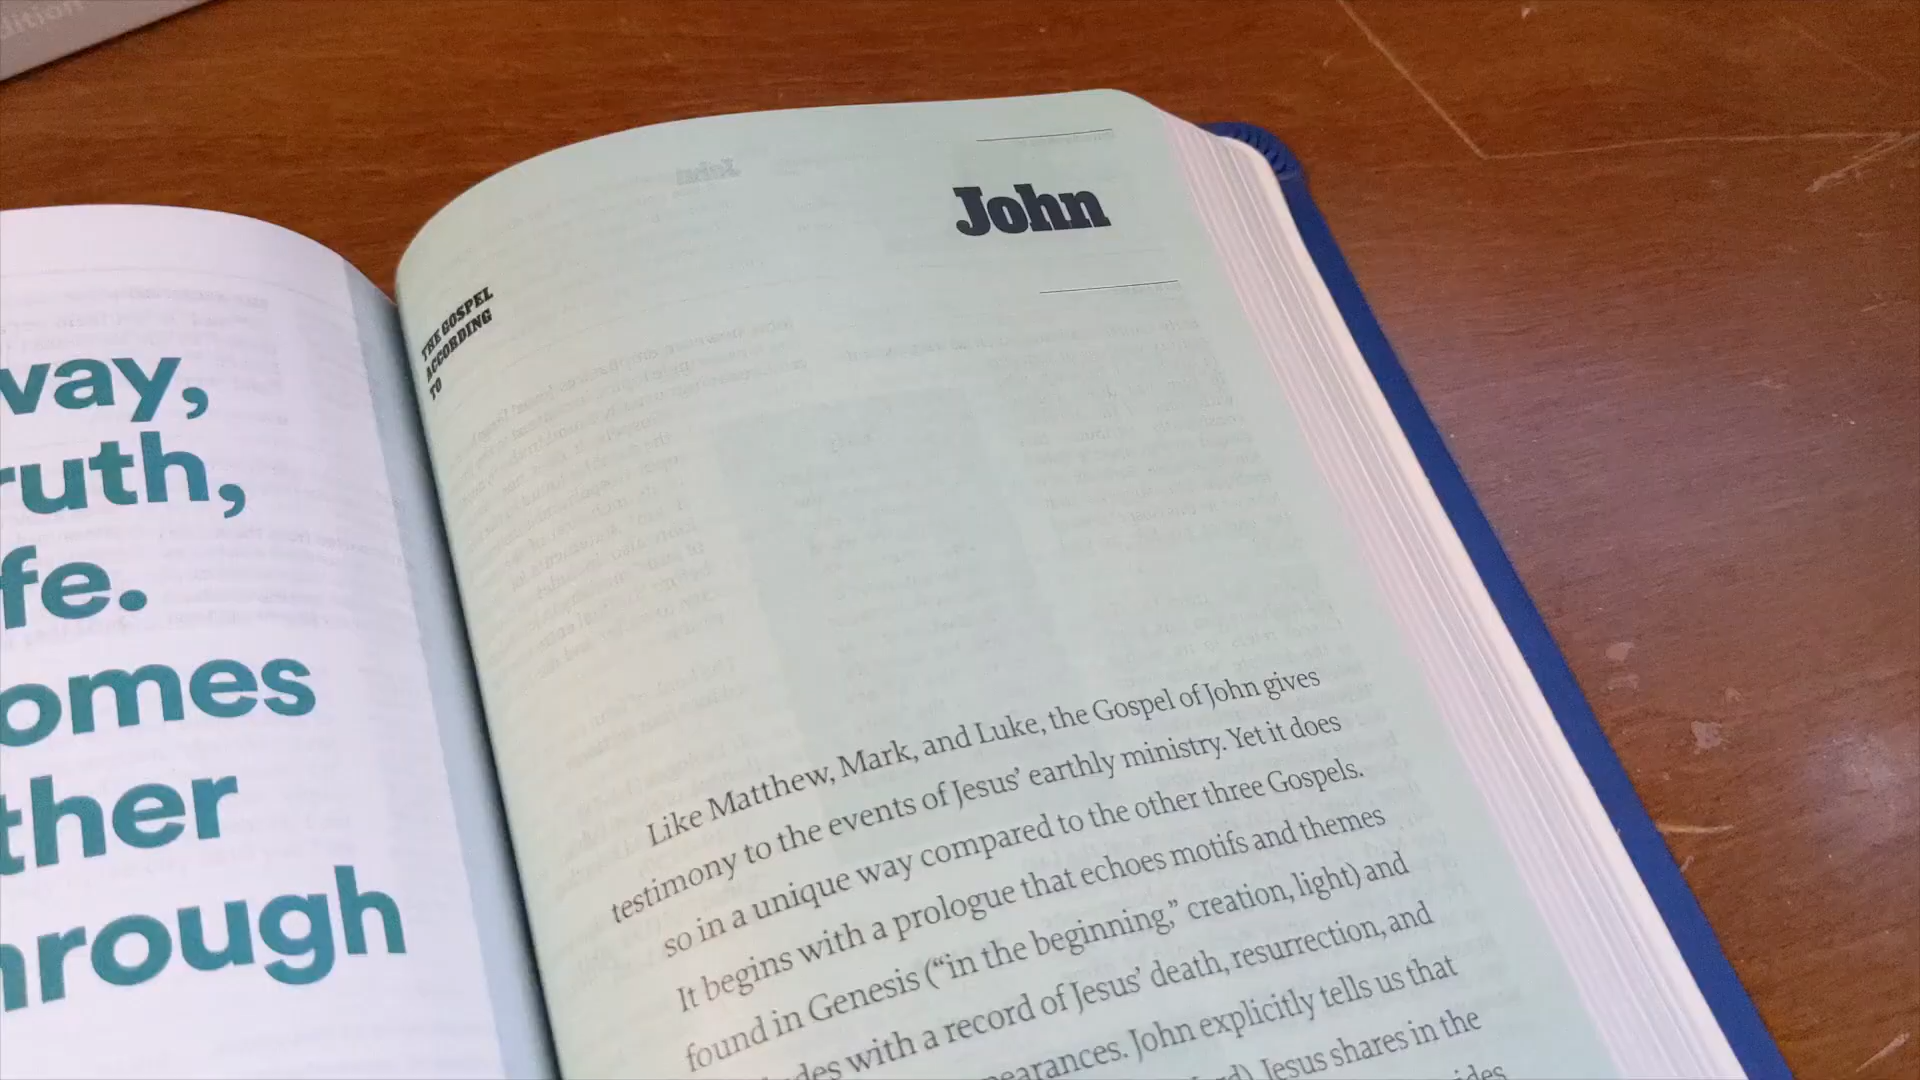 dition
way,
ruth,
fe.
omes
ther
hrough
THE GOSPEL
ACCORDING
TO
John
Like Matthew, Mark, and Luke, the Gospel of John gives
testimony to the events of Jesus’ earthly ministry. Yet it does
so in a unique way compared to the other three Gospels.
It begins with a prologue that echoes motifs and themes
found in Genesis (“in the beginning,” creation, light) and
des with a record of Jesus’ death, resurrection, and
pearances. John explicitly tells us that
rd). Jesus shares in the
ides